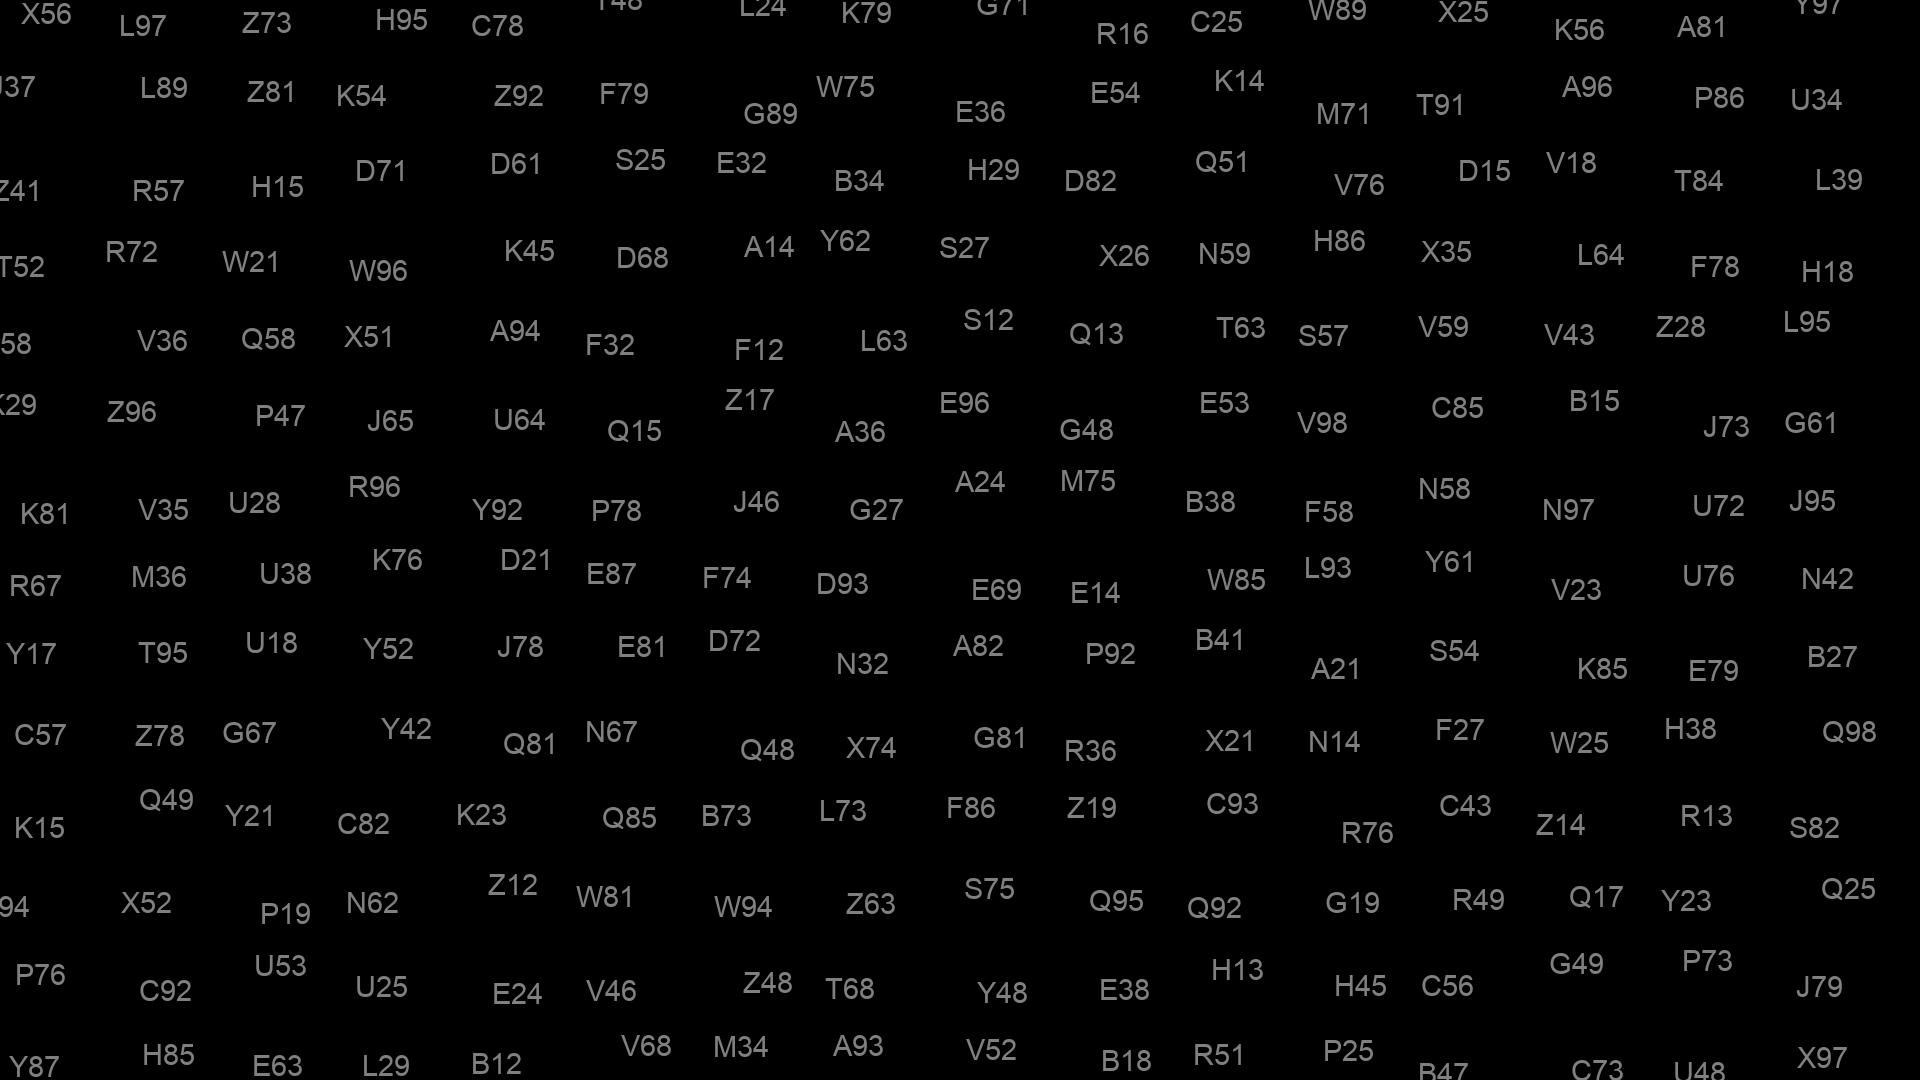 X56 L97 Z73 H95 C78 L24 K79 G71 R16 C25 W89 X25 K56 A81 Y97
L89 Z81 K54 Z92 F79 G89 W75 E36 E54 K14 M71 T91 A96 P86 U34
Z41 R57 H15 D71 D61 S25 E32 B34 H29 D82 Q51 V76 D15 V18 T84 L39
T52 R72 W21 W96 K45 D68 A14 Y62 S27 X26 N59 H86 X35 L64 F78 H18
58 V36 Q58 X51 A94 F32 F12 L63 S12 Q13 T63 S57 V59 V43 Z28 L95
K29 Z96 P47 J65 U64 Q15 Z17 A36 E96 G48 E53 V98 C85 B15 J73 G61
K81 V35 U28 R96 Y92 P78 J46 G27 A24 M75 B38 F58 N58 N97 U72 J95
R67 M36 U38 K76 D21 E87 F74 D93 E69 E14 W85 L93 Y61 V23 U76 N42
Y17 T95 U18 Y52 J78 E81 D72 N32 A82 P92 B41 A21 S54 K85 E79 B27
C57 Z78 G67 Y42 Q81 N67 Q48 X74 G81 R36 X21 N14 F27 W25 H38 Q98
K15 Q49 Y21 C82 K23 Q85 B73 L73 F86 Z19 C93 R76 C43 Z14 R13 S82
94 X52 P19 N62 Z12 W81 W94 Z63 S75 Q95 Q92 G19 R49 Q17 Y23 Q25
P76 C92 U53 U25 E24 V46 Z48 T68 Y48 E38 H13 H45 C56 G49 P73 J79
Y87 H85 E63 L29 B12 V68 M34 A93 V52 B18 R51 P25 B47 C73 U48 X97